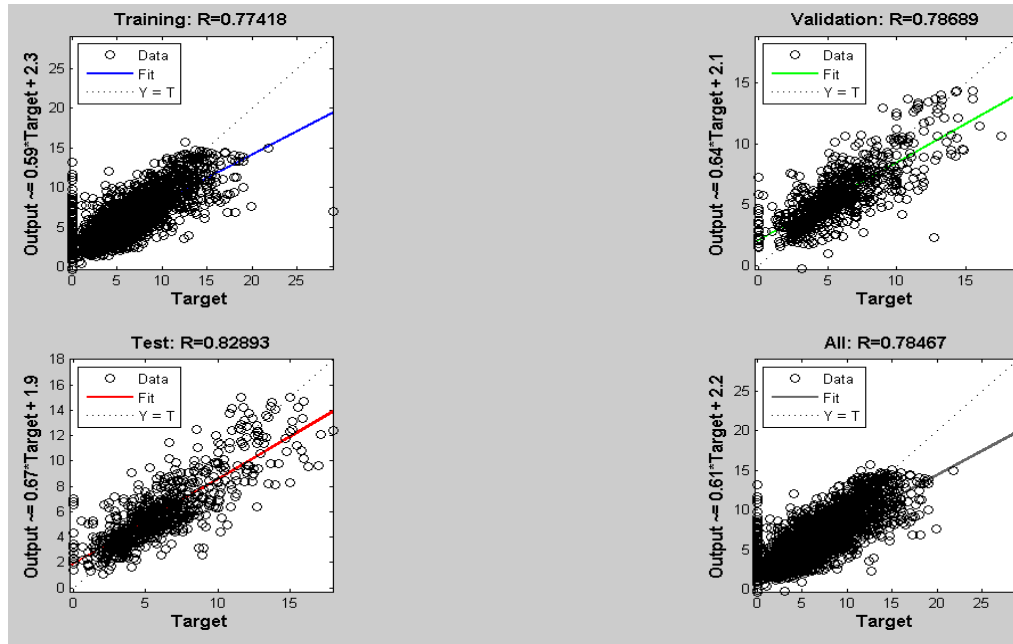 Training: R=0.77418
Output ~= 0.59*Target + 2.3
Data
Fit
Y = T
25
20
15
10
5
0
0
5
10
15
20
25
Target
Validation: R=0.78689
Output ~= 0.64*Target + 2.1
Data
Fit
Y = T
15
10
5
0
0
5
10
15
Target
Test: R=0.82893
Output ~= 0.67*Target + 1.9
Data
Fit
Y = T
18
16
14
12
10
8
6
4
2
0
0
5
10
15
Target
All: R=0.78467
Output ~= 0.61*Target + 2.2
Data
Fit
Y = T
25
20
15
10
5
0
0
5
10
15
20
25
Target